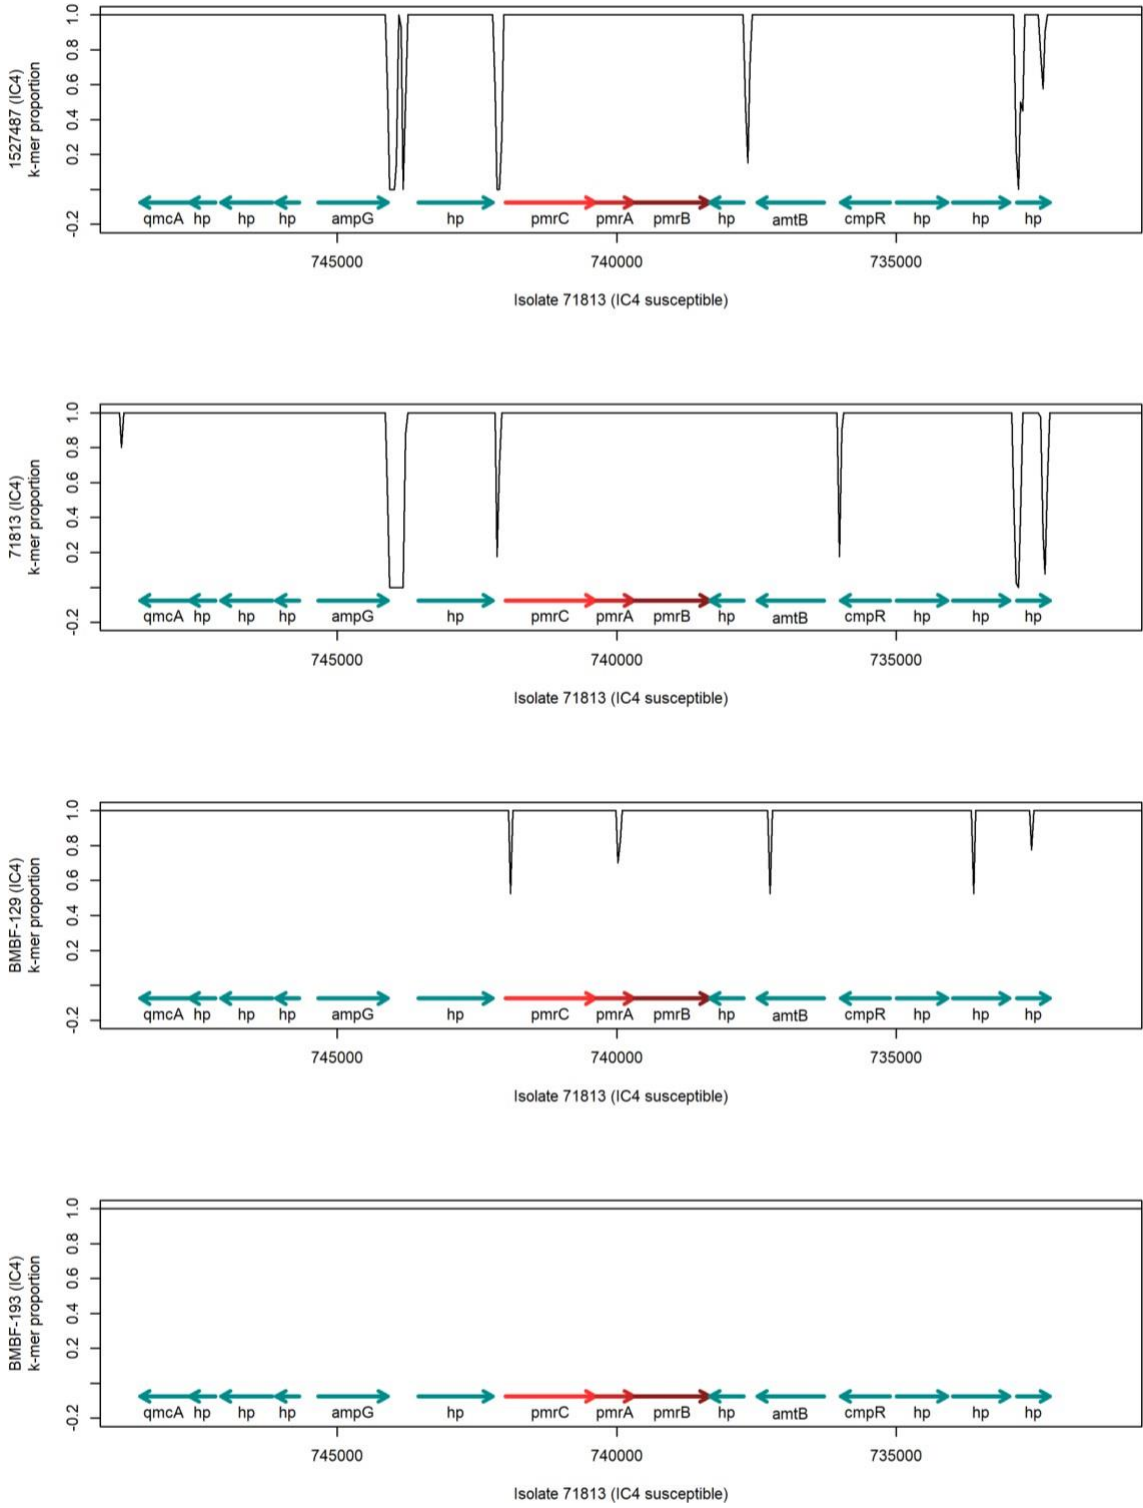 1527487 (IC4)
k-mer proportion
1.0
0.8
0.6
0.4
0.2
-0.2
qmcA hp hp hp ampG hp pmrC pmrA pmrB hp amtB cmpR hp hp hp
745000 740000 735000
Isolate 71813 (IC4 susceptible)
71813 (IC4)
k-mer proportion
1.0
0.8
0.6
0.4
0.2
-0.2
qmcA hp hp hp ampG hp pmrC pmrA pmrB hp amtB cmpR hp hp hp
745000 740000 735000
Isolate 71813 (IC4 susceptible)
BMBF-129 (IC4)
k-mer proportion
1.0
0.8
0.6
0.4
0.2
-0.2
qmcA hp hp hp ampG hp pmrC pmrA pmrB hp amtB cmpR hp hp hp
745000 740000 735000
Isolate 71813 (IC4 susceptible)
BMBF-193 (IC4)
k-mer proportion
1.0
0.8
0.6
0.4
0.2
-0.2
qmcA hp hp hp ampG hp pmrC pmrA pmrB hp amtB cmpR hp hp hp
745000 740000 735000
Isolate 71813 (IC4 susceptible)